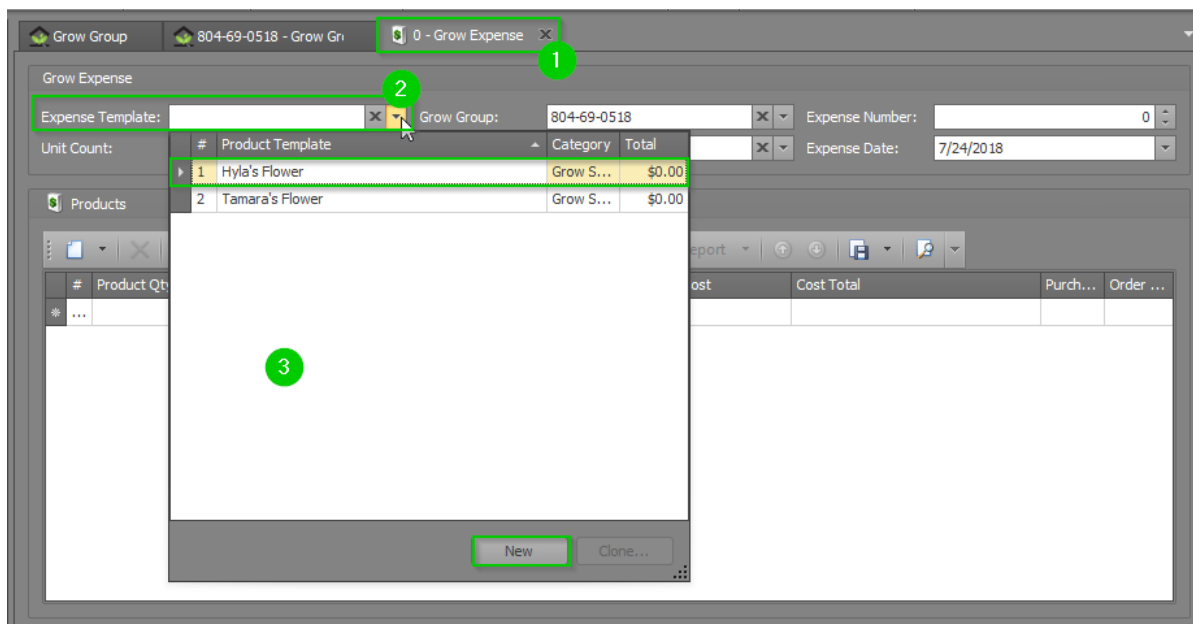 Grow Group
804-69-0518 - Grow Gr
0 - Grow Expense
1
Grow Expense
2
Expense Template:
Grow Group: 804-69-0518
Expense Number: 0
Unit Count:
Expense Date: 7/24/2018
# Product Template Category Total
1 Hyla's Flower Grow S... $0.00
2 Tamara's Flower Grow S... $0.00
Products
eport
# Product Qty
ost Cost Total Purch... Order ...
...
3
New Clone...